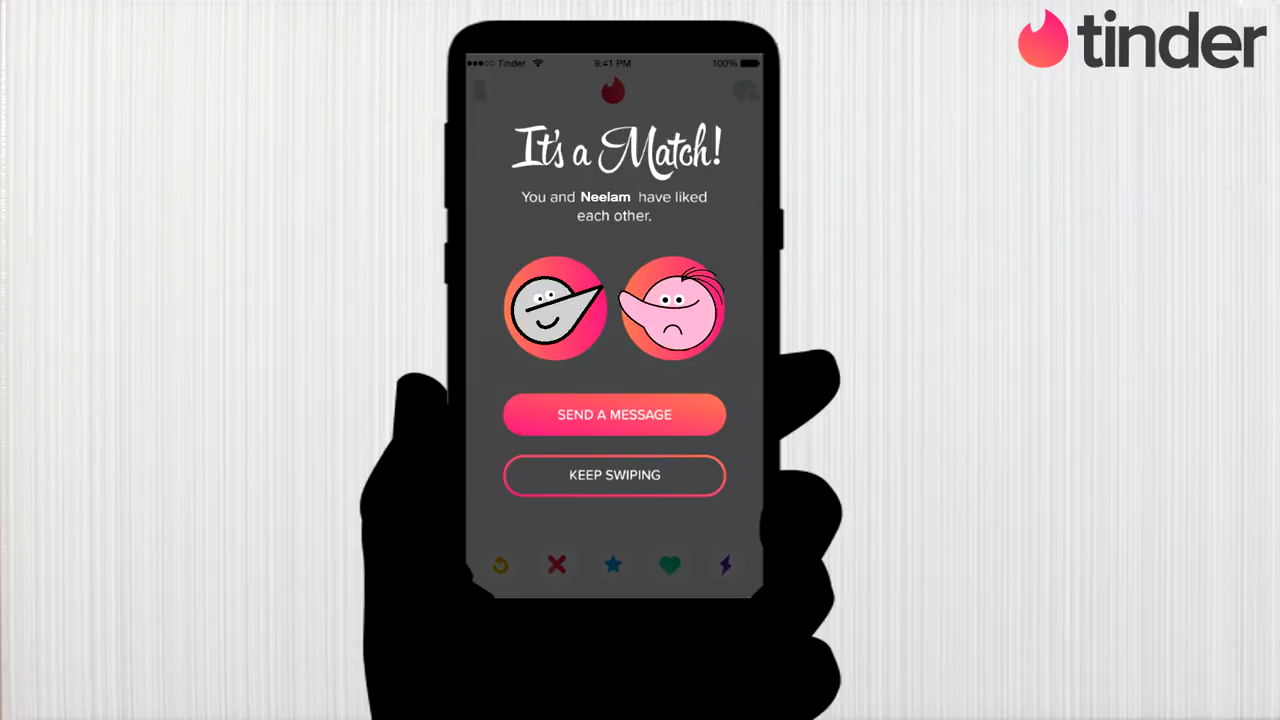 tinder
Tinder 9:41 PM 100%
It's a Match!
You and Neelam have liked
each other.
SEND A MESSAGE
KEEP SWIPING